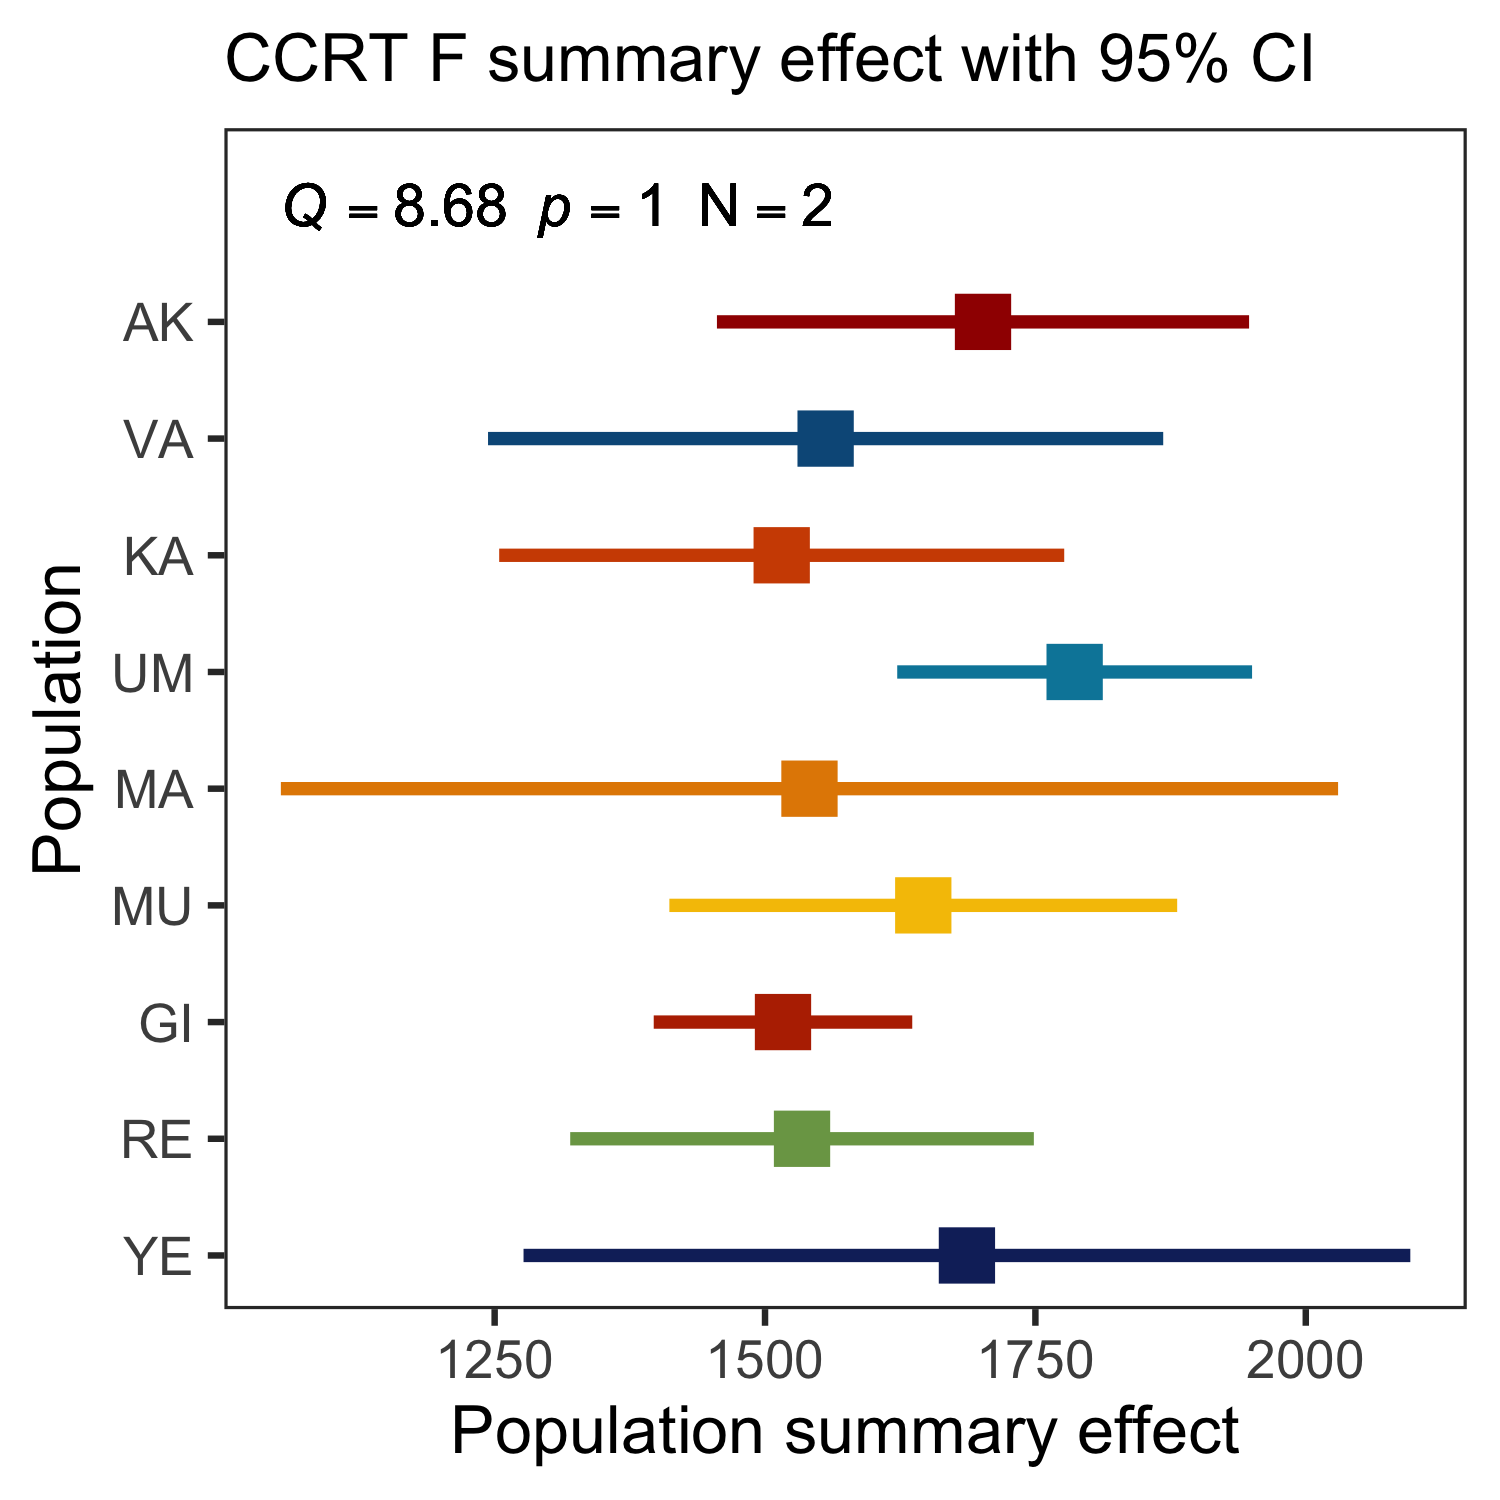 CCRT F summary effect with 95% CI
Q = 8.68 p = 1 N = 2
AK
VA
KA
UM
MA
MU
GI
RE
YE
Population
1250 1500 1750 2000
Population summary effect